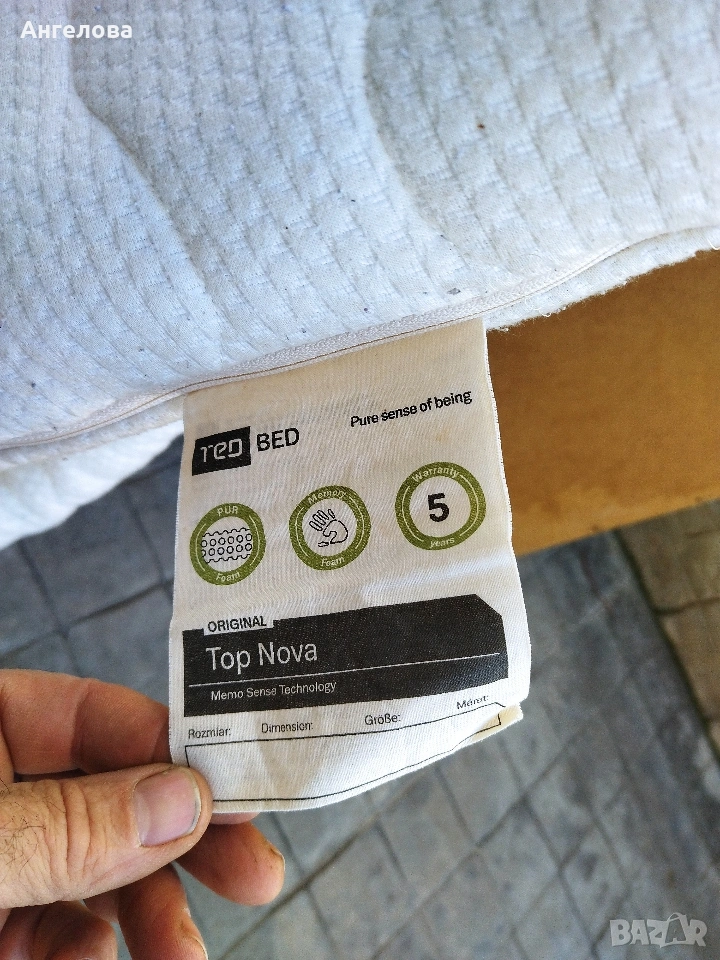 Ангелова
Pure sense of being
red BED
PUR
Foam
Memory
Foam
Warranty
5
years
ORIGINAL
Top Nova
Memo Sense Technology
Rozmiar: Dimension: Größe: Méret:
BAZAR